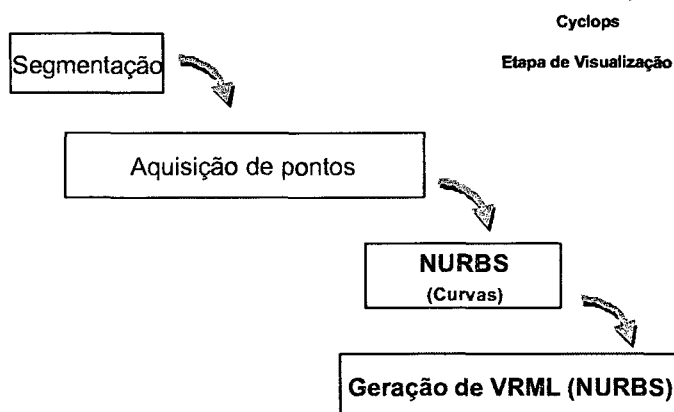 Cyclops
Etapa de Visualização
Segmentação
Aquisição de pontos
NURBS
(Curvas)
Geração de VRML (NURBS)